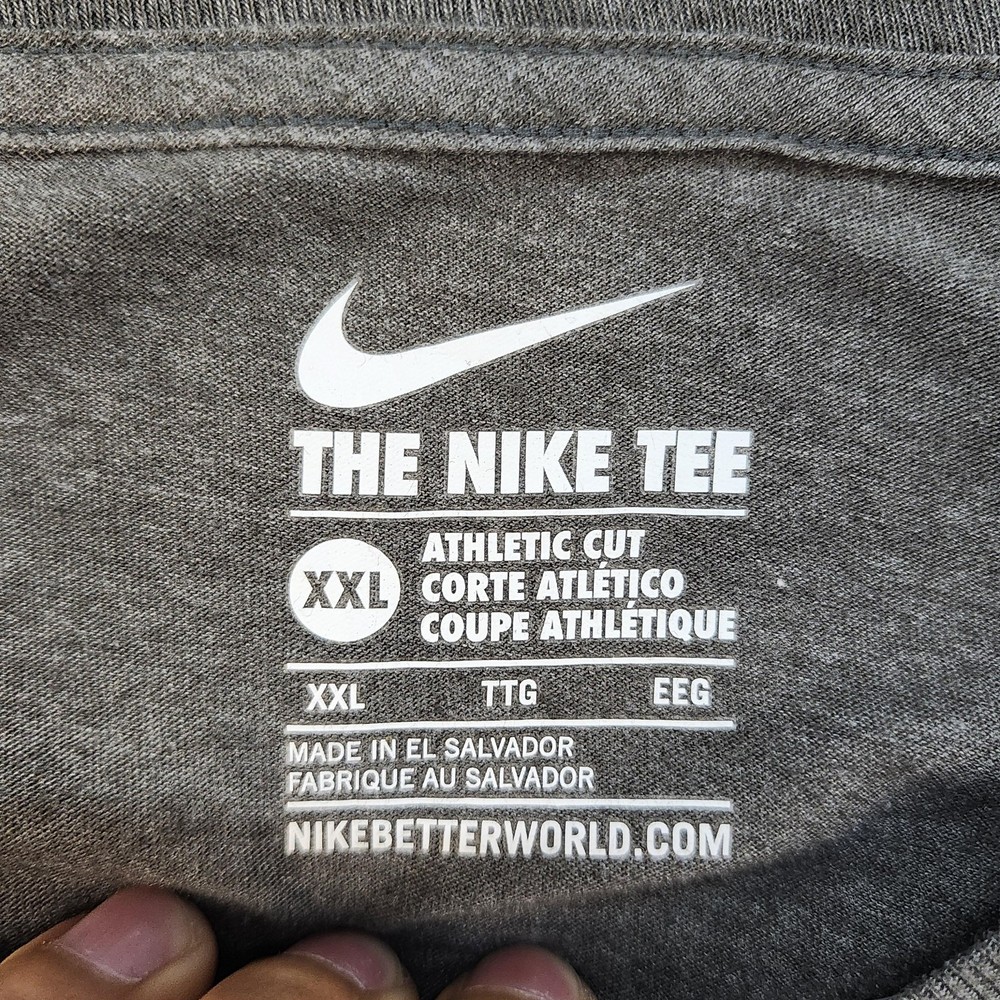 THE NIKE TEE
XXL
ATHLETIC CUT
CORTE ATLÉTICO
COUPE ATHLÉTIQUE
XXL TTG EEG
MADE IN EL SALVADOR
FABRIQUE AU SALVADOR
NIKEBETTERWORLD.COM